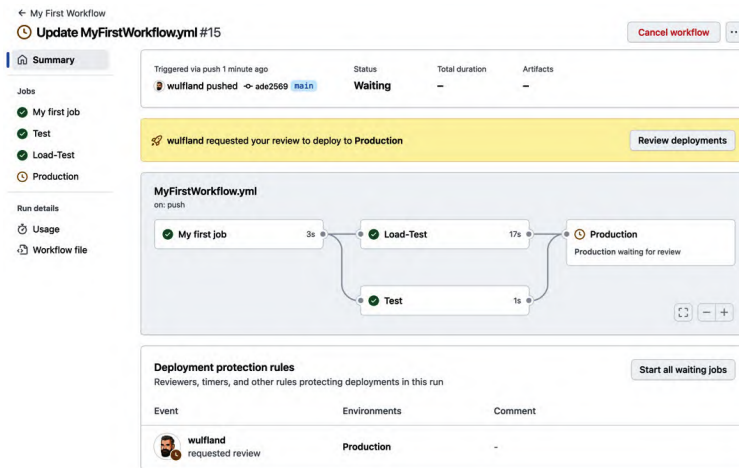 ← My First Workflow
Update MyFirstWorkflow.yml #15
Cancel workflow
Summary
Jobs
My first job
Test
Load-Test
Production
Run details
Usage
Workflow file
Triggered via push 1 minute ago
wulfland pushed ade2569 main
Status
Waiting
Total duration
–
Artifacts
–
wulfland requested your review to deploy to Production
Review deployments
MyFirstWorkflow.yml
on: push
My first job 3s
Load-Test 17s
Production
Production waiting for review
Test 1s
Deployment protection rules
Reviewers, timers, and other rules protecting deployments in this run
Start all waiting jobs
Event Environments Comment
wulfland
requested review
Production
-